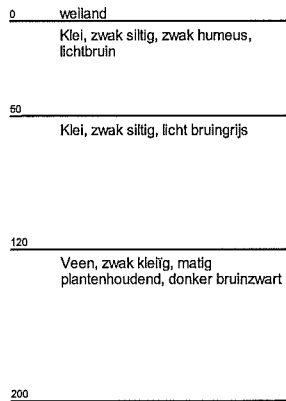 0 weiland
Klei, zwak siltig, zwak humeus,
lichtbruin
50
Klei, zwak siltig, licht bruingrijs
120
Veen, zwak kleiïg, matig
plantenhoudend, donker bruinzwart
200